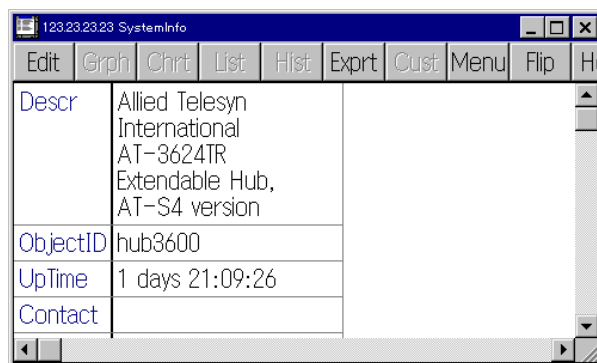 123.23.23.23 SystemInfo
Edit Grph Chrt List Hist Exprt Cust Menu Flip
Descr Allied Telesyn
International
AT-3624TR
Extendable Hub,
AT-S4 version
ObjectID hub3600
UpTime 1 days 21:09:26
Contact